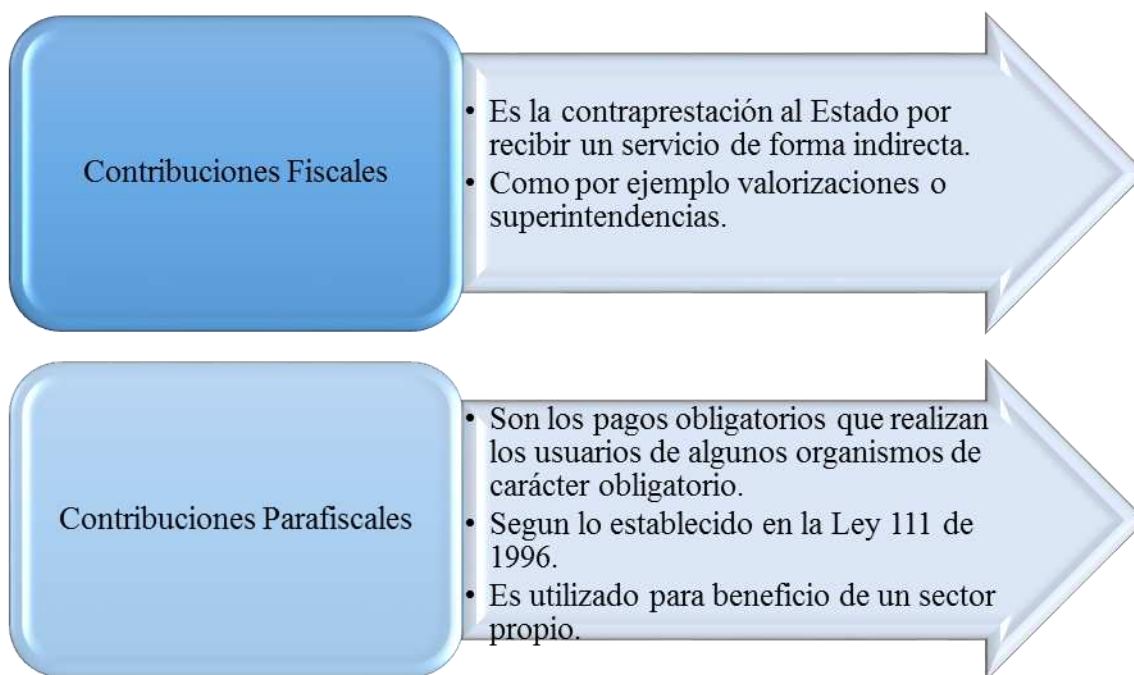 Contribuciones Fiscales
• Es la contraprestación al Estado por
recibir un servicio de forma indirecta.
• Como por ejemplo valorizaciones o
superintendencias.
Contribuciones Parafiscales
• Son los pagos obligatorios que realizan
los usuarios de algunos organismos de
carácter obligatorio.
• Segun lo establecido en la Ley 111 de
1996.
• Es utilizado para beneficio de un sector
propio.